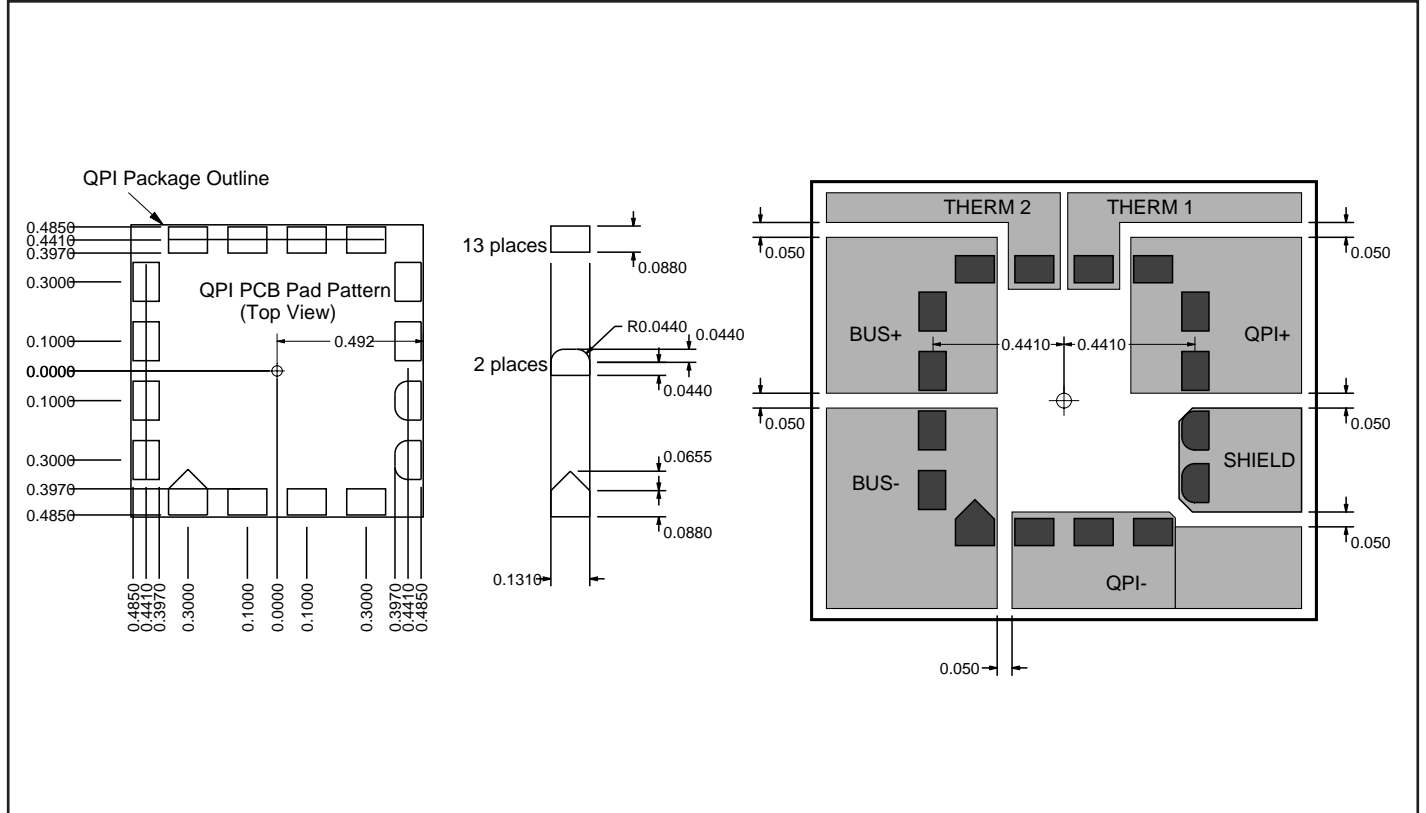 QPI Package Outline
0.4850
0.4410
0.3970
0.3000
0.1000
0.0000
0.1000
0.3000
0.3970
0.4850
QPI PCB Pad Pattern
(Top View)
0.492
0.4850
0.4410
0.3970
0.3000
0.1000
0.0000
0.1000
0.3000
0.3970
0.4410
0.4850
13 places
0.0880
R0.0440
0.0440
2 places
0.0440
0.0655
0.0880
0.1310
THERM 2
THERM 1
0.050
0.050
BUS+
0.4410
0.4410
QPI+
0.050
0.050
BUS-
SHIELD
0.050
QPI-
0.050